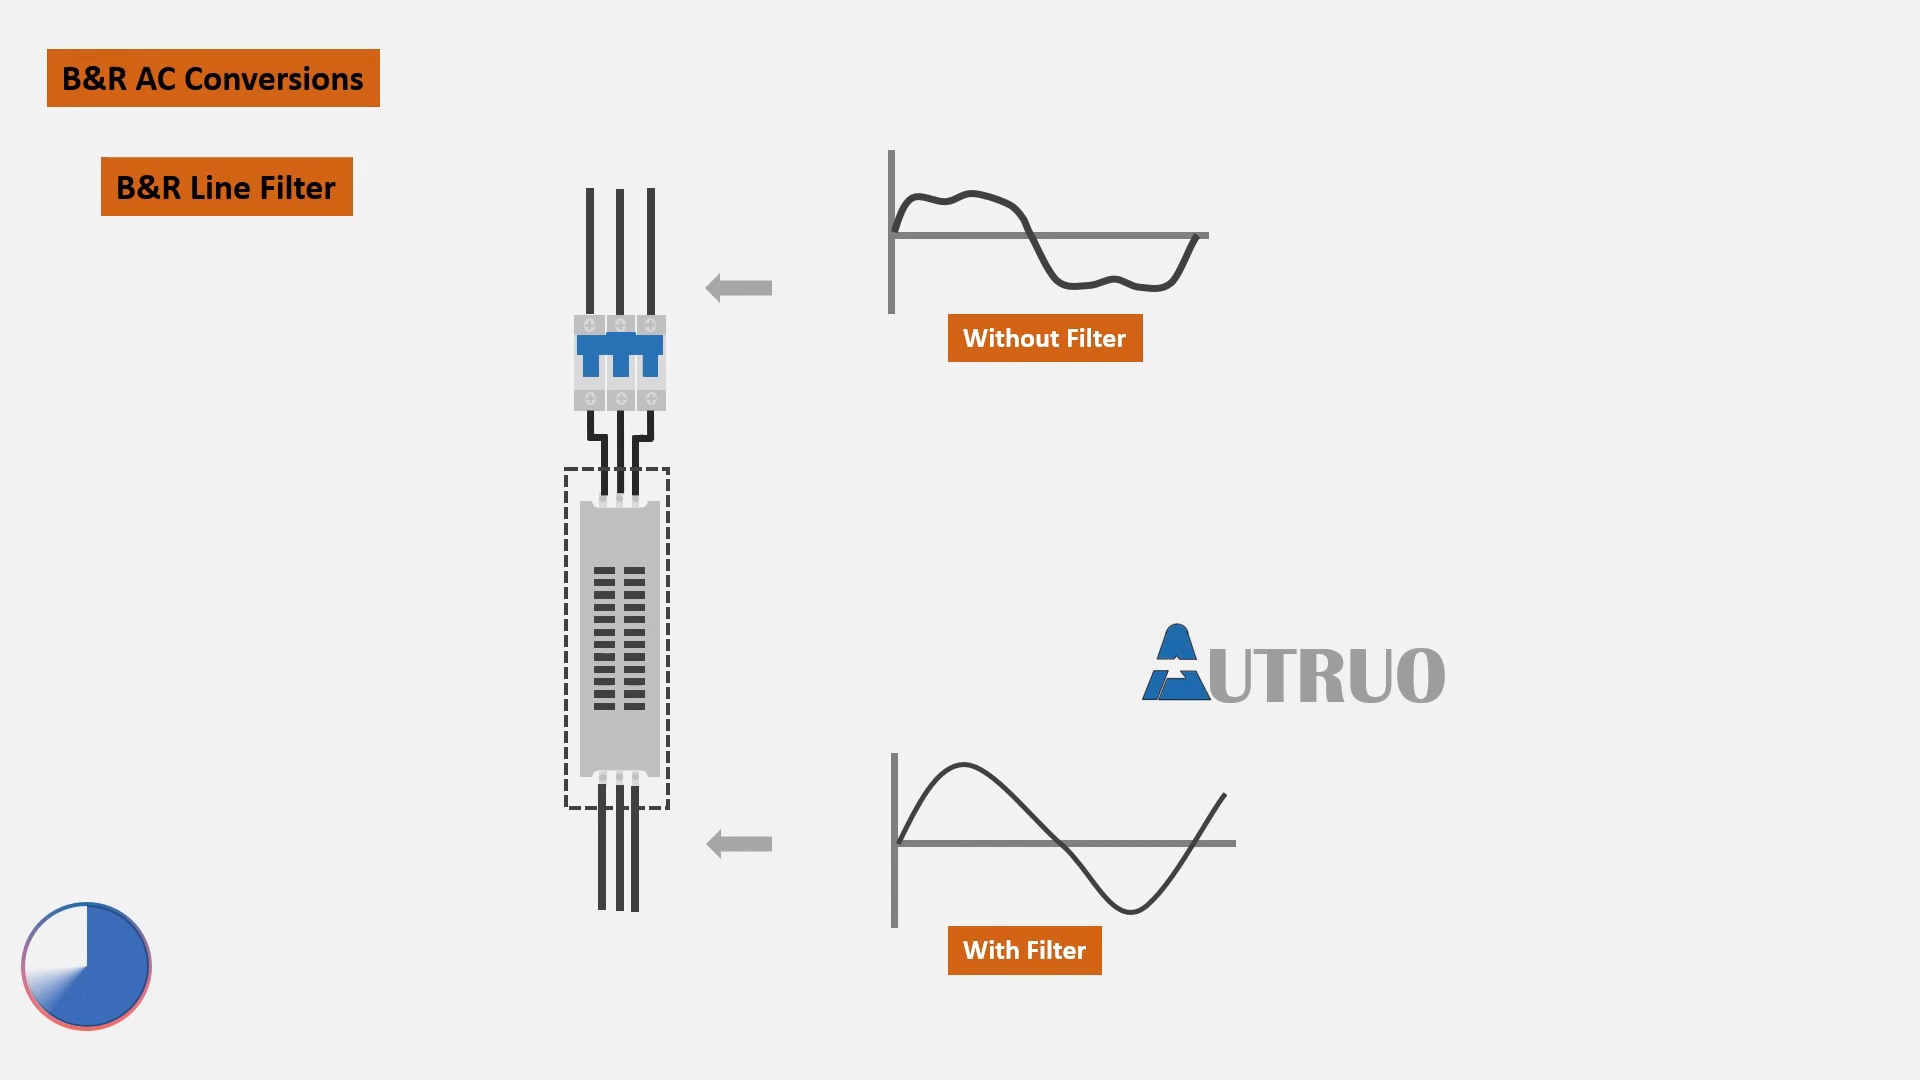 B&R AC Conversions
B&R Line Filter
Without Filter
AUTRUO
With Filter